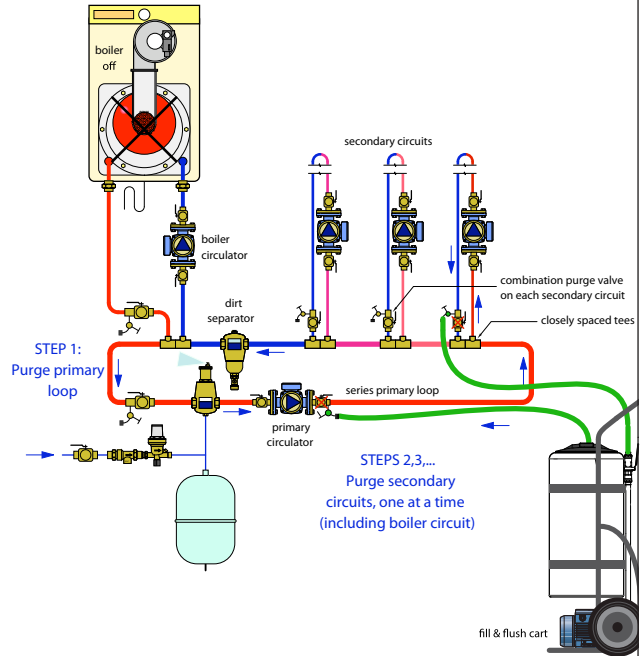 boiler
off
secondary circuits
boiler
circulator
combination purge valve
on each secondary circuit
dirt
separator
closely spaced tees
STEP 1:
Purge primary
loop
series primary loop
primary
circulator
STEPS 2,3,...
Purge secondary
circuits, one at a time
(including boiler circuit)
fill & flush cart